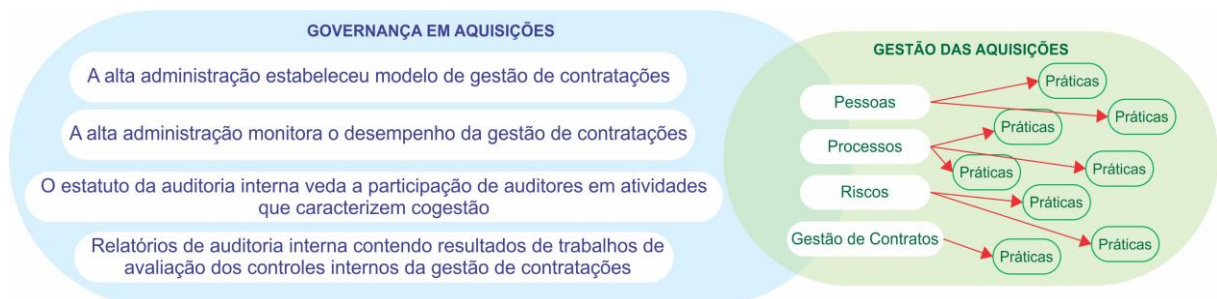 GOVERNANÇA EM AQUISIÇÕES
A alta administração estabeleceu modelo de gestão de contratações
A alta administração monitora o desempenho da gestão de contratações
O estatuto da auditoria interna veda a participação de auditores em atividades
que caracterizem cogestão
Relatórios de auditoria interna contendo resultados de trabalhos de
avaliação dos controles internos da gestão de contratações
GESTÃO DAS AQUISIÇÕES
Pessoas
Práticas
Práticas
Processos
Práticas
Práticas
Práticas
Riscos
Práticas
Práticas
Gestão de Contratos
Práticas